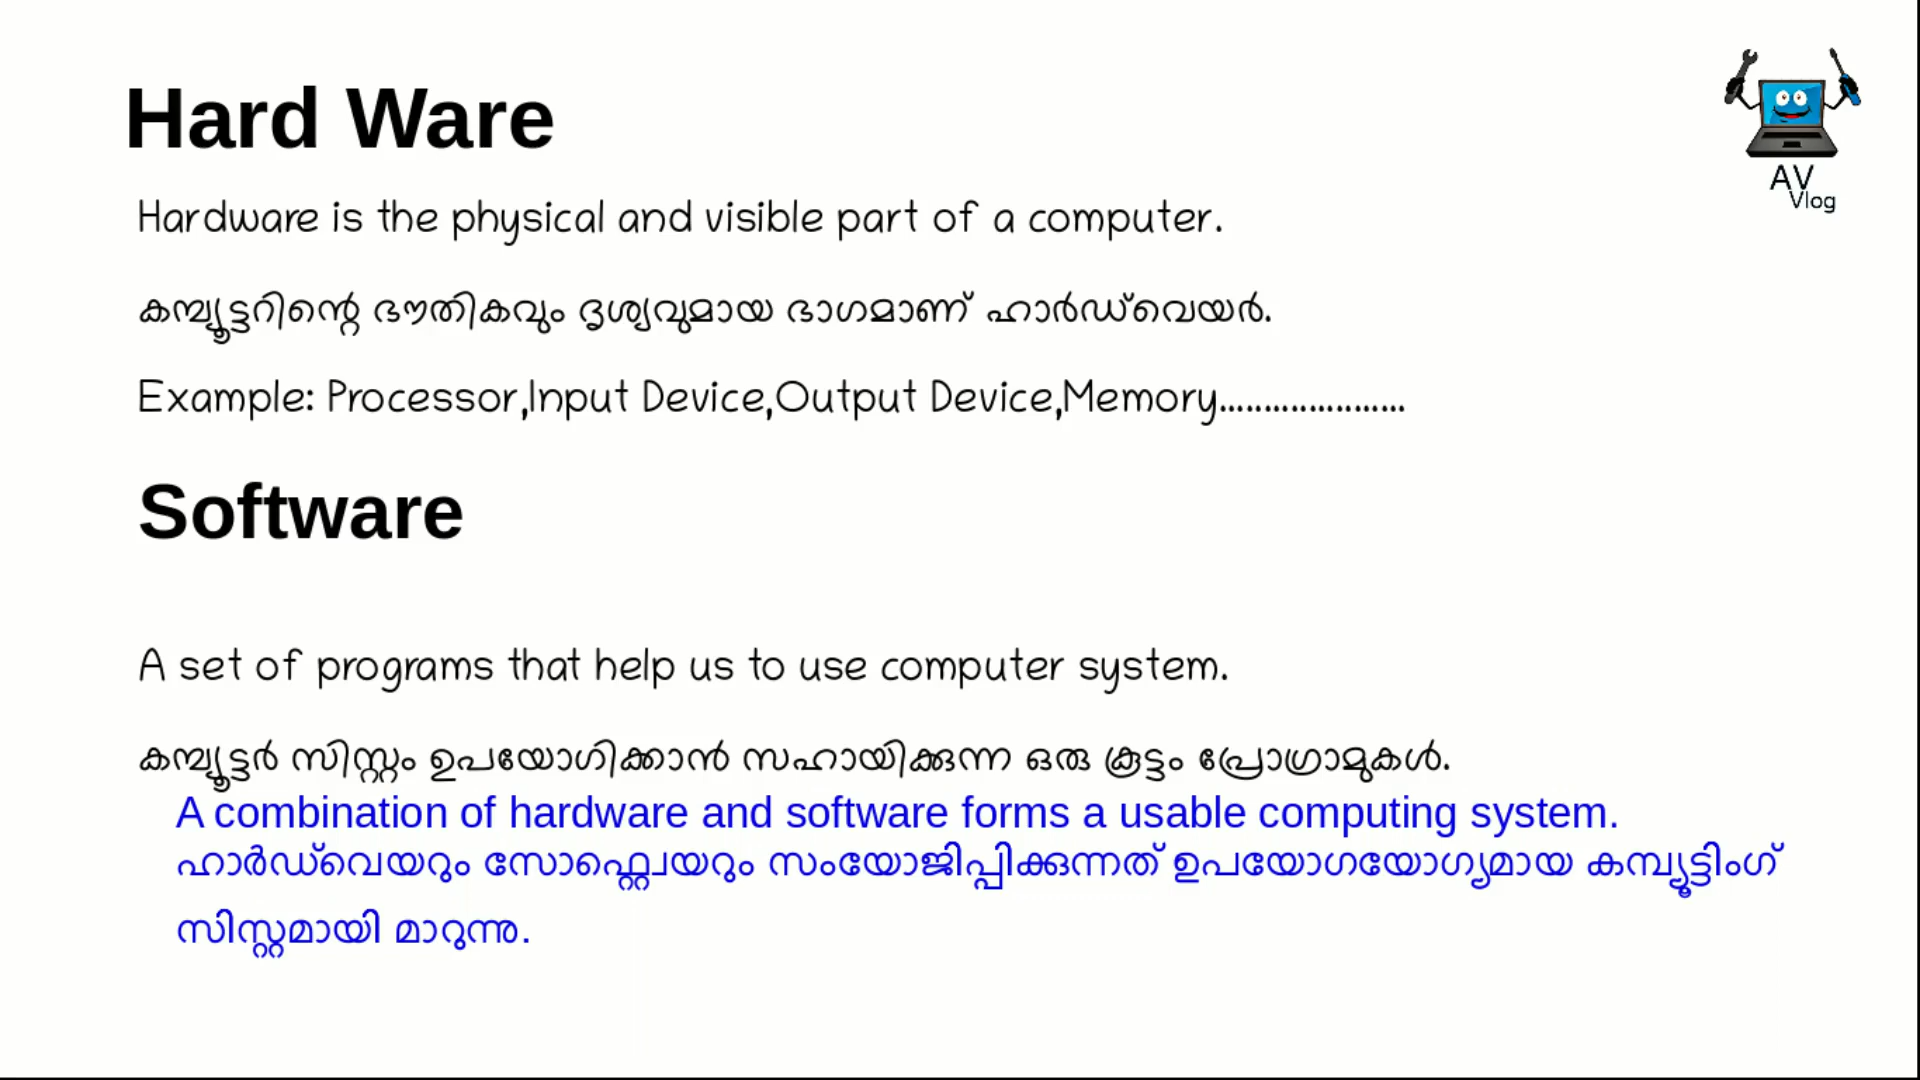 Hard Ware
AV
Vlog
Hardware is the physical and visible part of a computer.
കമ്പ്യൂട്ടറിന്റെ ഭൗതികവും ദൃശ്യവുമായ ഭാഗമാണ് ഹാർഡ്‌വെയർ.
Example: Processor,Input Device,Output Device,Memory.....................
Software
A set of programs that help us to use computer system.
കമ്പ്യൂട്ടർ സിസ്റ്റം ഉപയോഗിക്കാൻ സഹായിക്കുന്ന ഒരു കൂട്ടം പ്രോഗ്രാമുകൾ.
A combination of hardware and software forms a usable computing system.
ഹാർഡ്‌വെയറും സോഫ്റ്റ്വെയറും സംയോജിപ്പിക്കുന്നത് ഉപയോഗയോഗ്യമായ കമ്പ്യൂട്ടിംഗ്
സിസ്റ്റമായി മാറുന്നു.